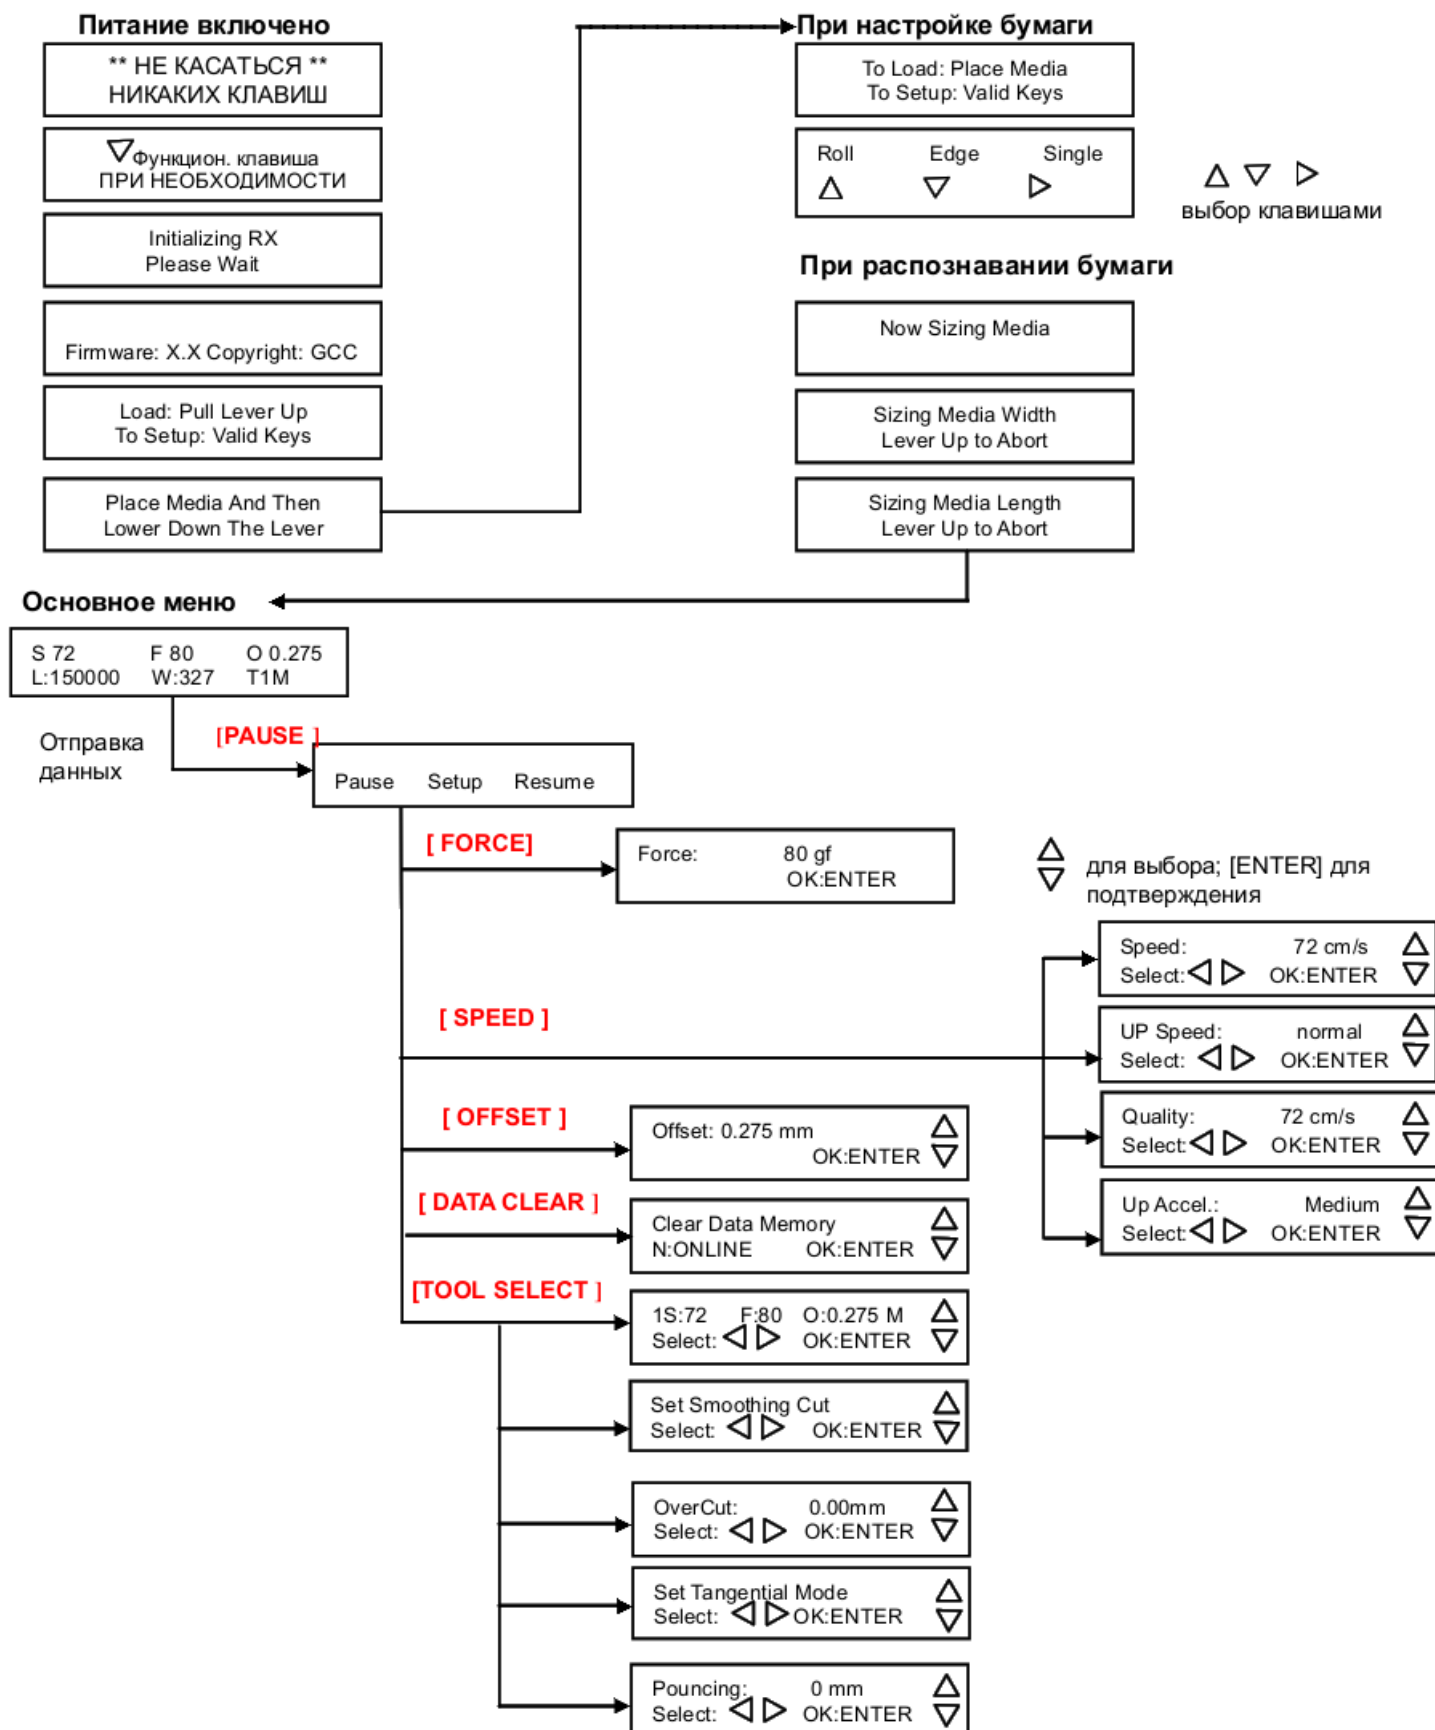 Питание включено
** НЕ КАСАТЬСЯ **
НИКАКИХ КЛАВИШ
Функцион. клавиша
ПРИ НЕОБХОДИМОСТИ
Initializing RX
Please Wait
Firmware: X.X Copyright: GCC
Load: Pull Lever Up
To Setup: Valid Keys
Place Media And Then
Lower Down The Lever
При настройке бумаги
To Load: Place Media
To Setup: Valid Keys
Roll Edge Single
выбор клавишами
При распознавании бумаги
Now Sizing Media
Sizing Media Width
Lever Up to Abort
Sizing Media Length
Lever Up to Abort
Основное меню
S 72 F 80 O 0.275
L:150000 W:327 T1M
Отправка
данных
[PAUSE ]
Pause Setup Resume
[ FORCE]
Force: 80 gf
OK:ENTER
для выбора; [ENTER] для
подтверждения
[ SPEED ]
Speed: 72 cm/s
Select: OK:ENTER
UP Speed: normal
Select: OK:ENTER
Quality: 72 cm/s
Select: OK:ENTER
Up Accel.: Medium
Select: OK:ENTER
[ OFFSET ]
Offset: 0.275 mm
OK:ENTER
[ DATA CLEAR ]
Clear Data Memory
N:ONLINE OK:ENTER
[TOOL SELECT ]
1S:72 F:80 O:0.275 M
Select: OK:ENTER
Set Smoothing Cut
Select: OK:ENTER
OverCut: 0.00mm
Select: OK:ENTER
Set Tangential Mode
Select: OK:ENTER
Pouncing: 0 mm
Select: OK:ENTER